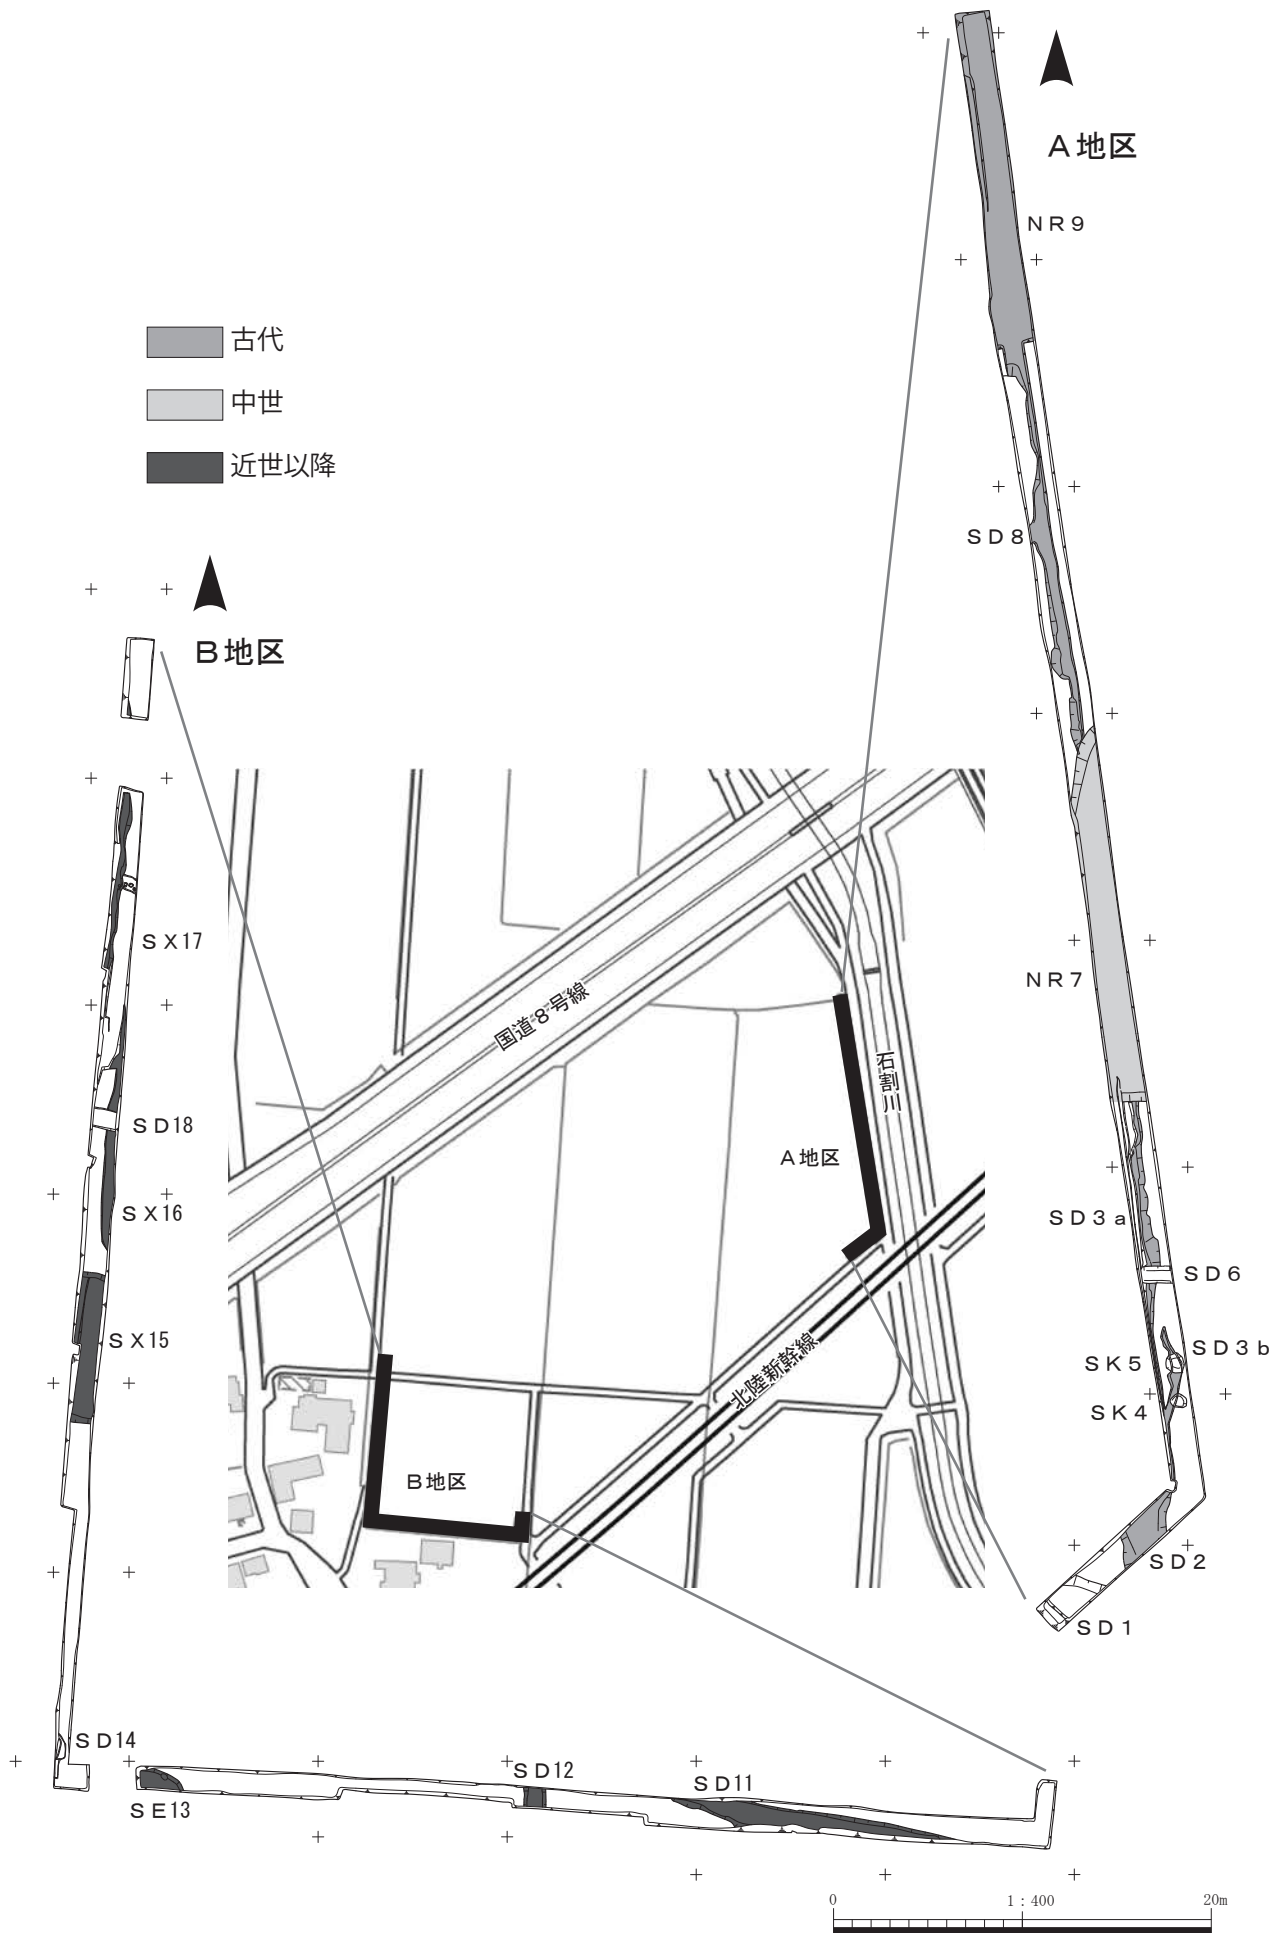 A地区
NR9
古代
中世
近世以降
SD8
B地区
SX17
NR7
国道8号線
石割川
SD18
A地区
SX16
SD3a
SD6
SX15
SD3b
SK5
北陸新幹線
SK4
B地区
SD2
SD1
SD14
SD12
SD11
SE13
0
1:400
20m